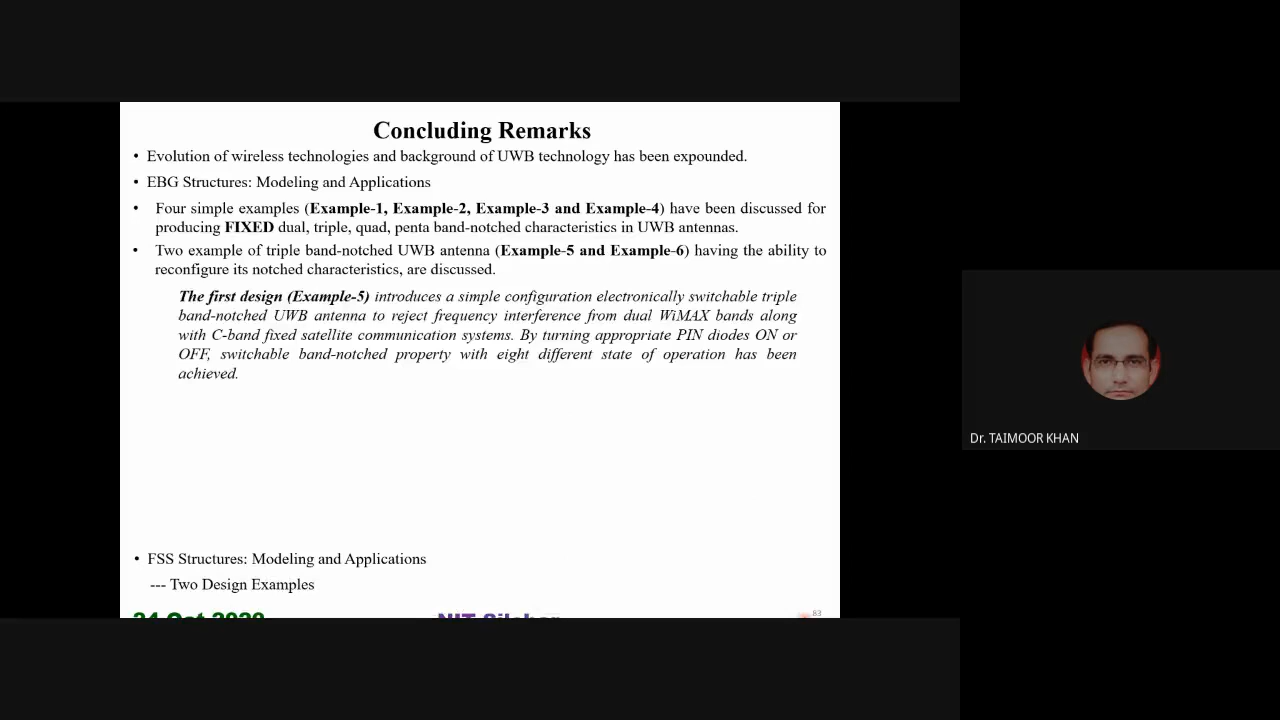 Concluding Remarks
• Evolution of wireless technologies and background of UWB technology has been expounded.
• EBG Structures: Modeling and Applications
• Four simple examples (Example-1, Example-2, Example-3 and Example-4) have been discussed for
producing FIXED dual, triple, quad, penta band-notched characteristics in UWB antennas.
• Two example of triple band-notched UWB antenna (Example-5 and Example-6) having the ability to
reconfigure its notched characteristics, are discussed.
The first design (Example-5) introduces a simple configuration electronically switchable triple
band-notched UWB antenna to reject frequency interference from dual WiMAX bands along
with C-band fixed satellite communication systems. By turning appropriate PIN diodes ON or
OFF, switchable band-notched property with eight different state of operation has been
achieved.
• FSS Structures: Modeling and Applications
--- Two Design Examples
24 Oct 2020
NIT Silchar
83
Dr. TAIMOOR KHAN